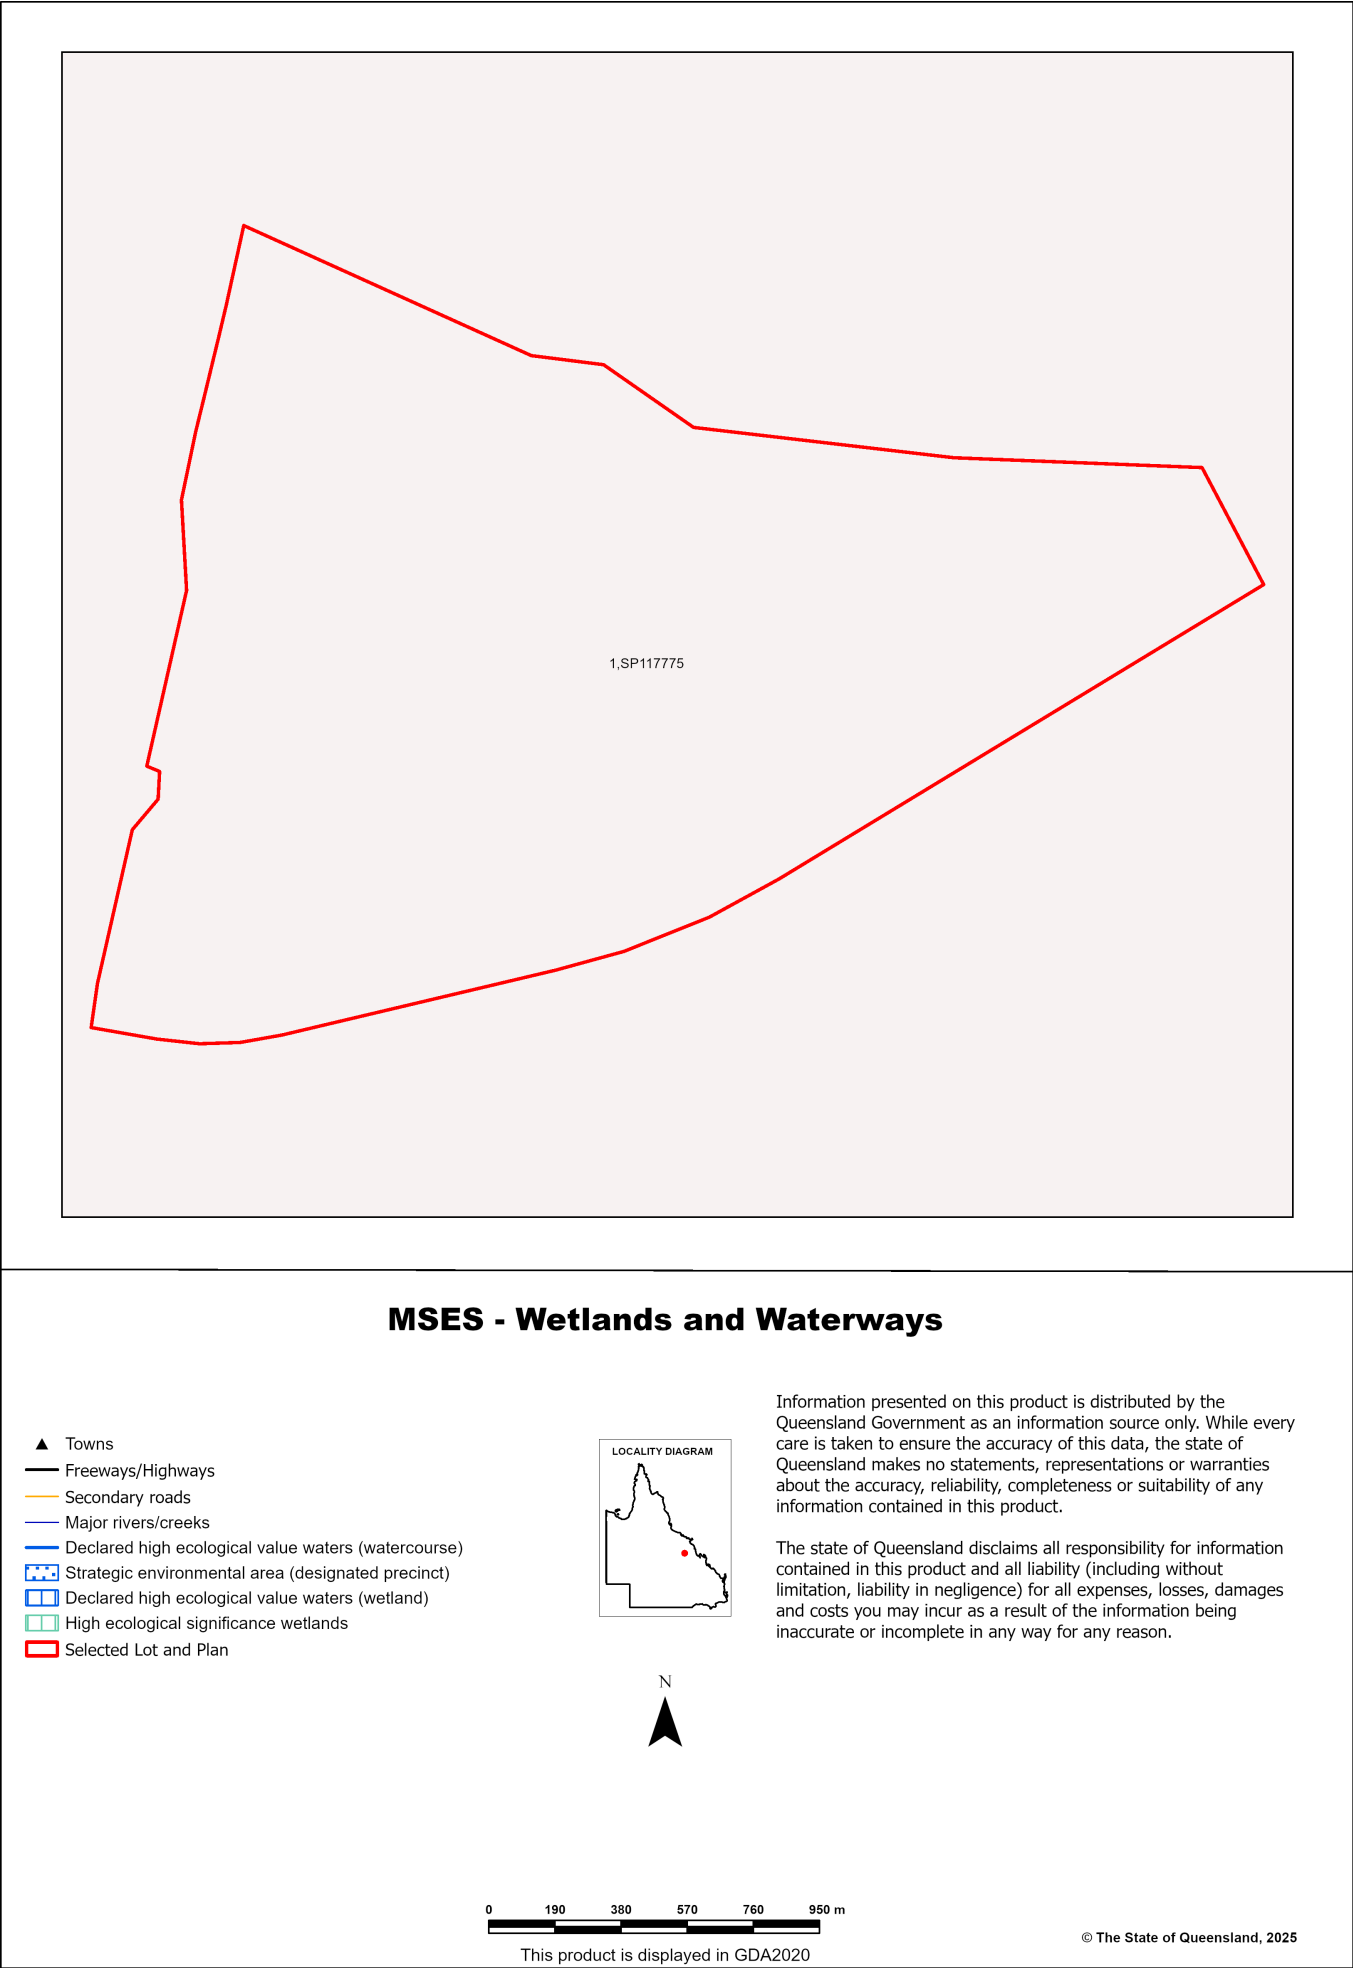 1,SP117775
MSES - Wetlands and Waterways
Towns
Freeways/Highways
Secondary roads
Major rivers/creeks
Declared high ecological value waters (watercourse)
Strategic environmental area (designated precinct)
Declared high ecological value waters (wetland)
High ecological significance wetlands
Selected Lot and Plan
LOCALITY DIAGRAM
N
Information presented on this product is distributed by the
Queensland Government as an information source only. While every
care is taken to ensure the accuracy of this data, the state of
Queensland makes no statements, representations or warranties
about the accuracy, reliability, completeness or suitability of any
information contained in this product.
The state of Queensland disclaims all responsibility for information
contained in this product and all liability (including without
limitation, liability in negligence) for all expenses, losses, damages
and costs you may incur as a result of the information being
inaccurate or incomplete in any way for any reason.
0 190 380 570 760 950 m
This product is displayed in GDA2020
© The State of Queensland, 2025